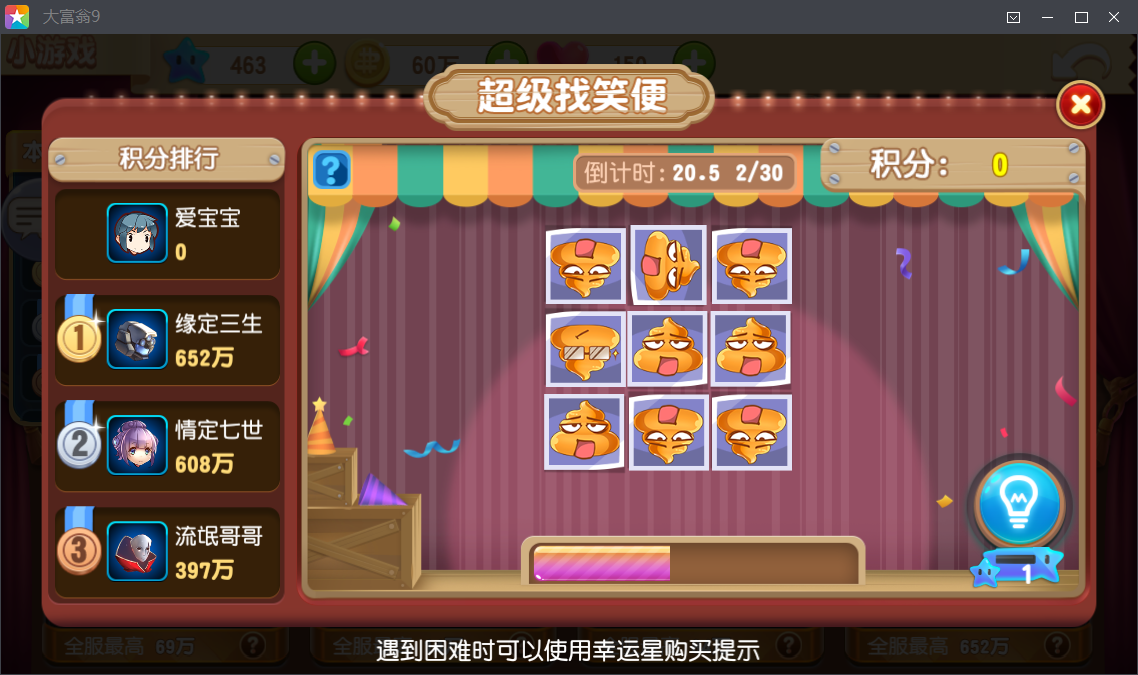 大富翁9
小游戏
463
60万
159
超级找笑便
积分排行
倒计时:20.5 2/30
积分: 0
爱宝宝
0
1
缘定三生
652万
2
情定七世
608万
3
流氓哥哥
397万
1
全服最高 69万
全服最高 652万
遇到困难时可以使用幸运星购买提示